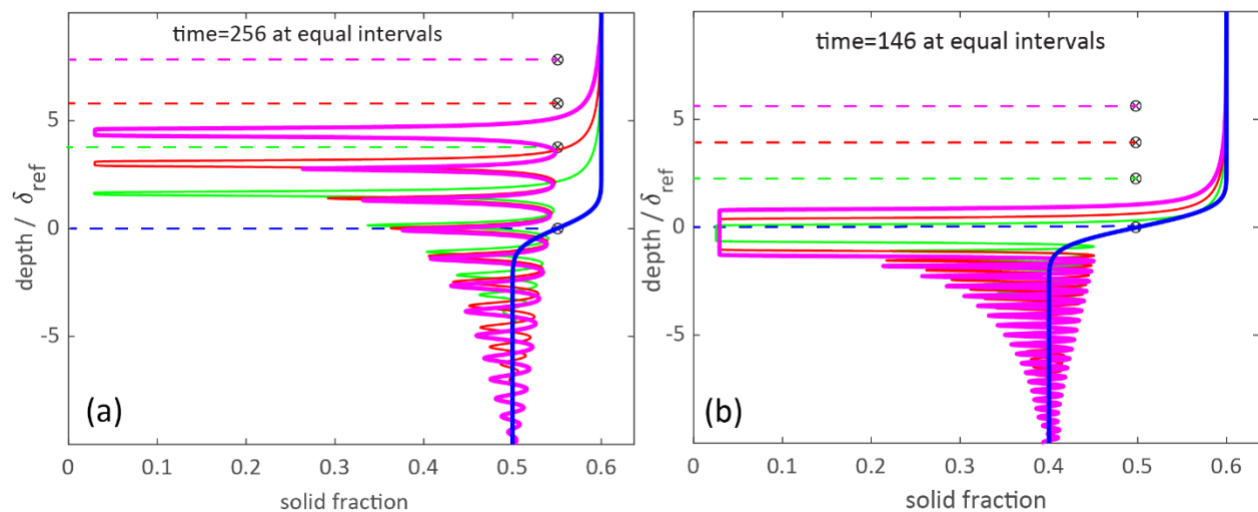 time=256 at equal intervals
depth / δref
5
0
-5
(a)
0 0.1 0.2 0.3 0.4 0.5 0.6
solid fraction
time=146 at equal intervals
depth / δref
5
0
-5
(b)
0 0.1 0.2 0.3 0.4 0.5 0.6
solid fraction